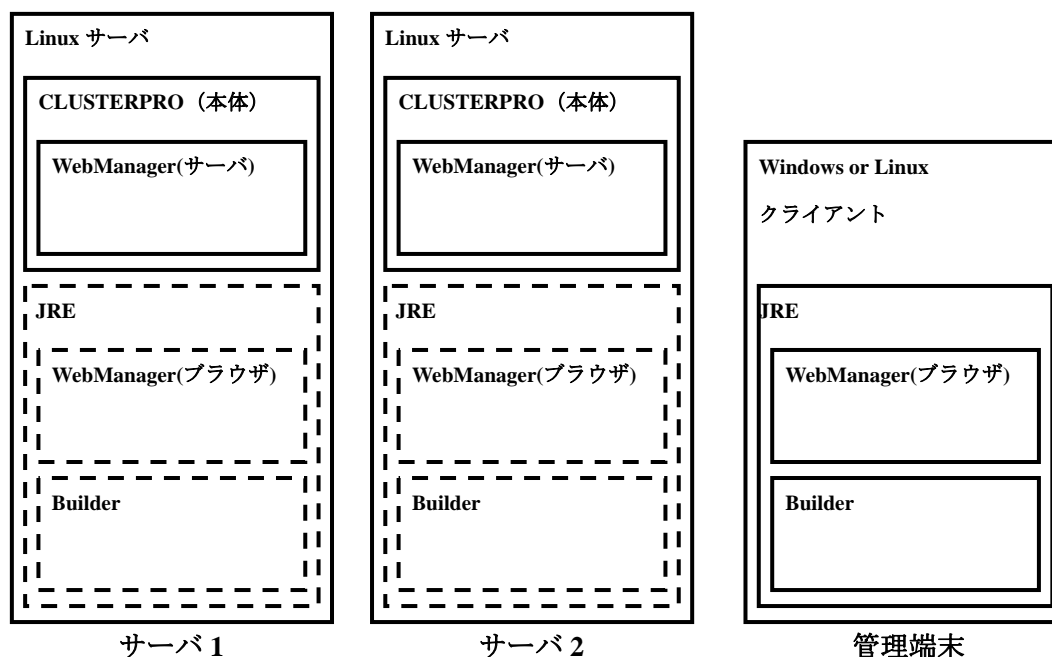 Linux サーバ
CLUSTERPRO（本体）
WebManager(サーバ)
JRE
WebManager(ブラウザ)
Builder
サーバ 1
Linux サーバ
CLUSTERPRO（本体）
WebManager(サーバ)
JRE
WebManager(ブラウザ)
Builder
サーバ 2
Windows or Linux
クライアント
JRE
WebManager(ブラウザ)
Builder
管理端末